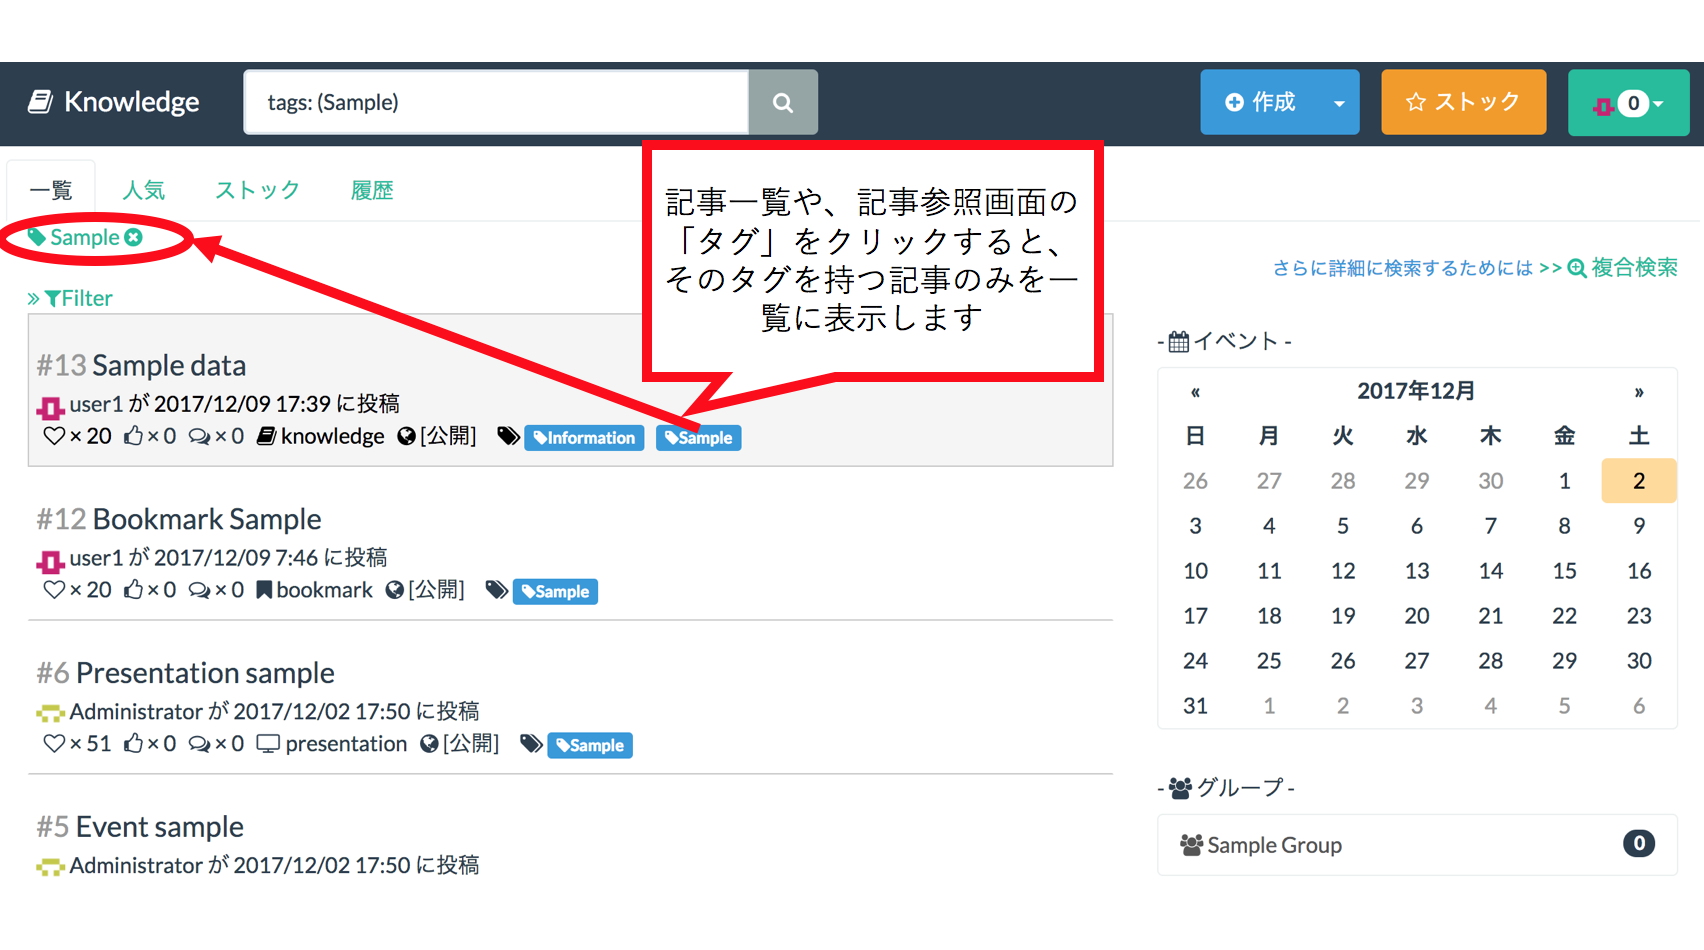 Knowledge
tags: (Sample)
作成
ストック
0
一覧
人気
ストック
履歴
Sample
記事一覧や、記事参照画面の
「タグ」をクリックすると、
そのタグを持つ記事のみを一
覧に表示します
さらに詳細に検索するためには >> 複合検索
» Filter
#13 Sample data
user1 が 2017/12/09 17:39 に投稿
× 20 × 0 × 0 knowledge [公開] Information Sample
#12 Bookmark Sample
user1 が 2017/12/09 7:46 に投稿
× 20 × 0 × 0 bookmark [公開] Sample
#6 Presentation sample
Administrator が 2017/12/02 17:50 に投稿
× 51 × 0 × 0 presentation [公開] Sample
#5 Event sample
Administrator が 2017/12/02 17:50 に投稿
- イベント -
« 2017年12月 »
日 月 火 水 木 金 土
26 27 28 29 30 1 2
3 4 5 6 7 8 9
10 11 12 13 14 15 16
17 18 19 20 21 22 23
24 25 26 27 28 29 30
31 1 2 3 4 5 6
- グループ -
Sample Group 0